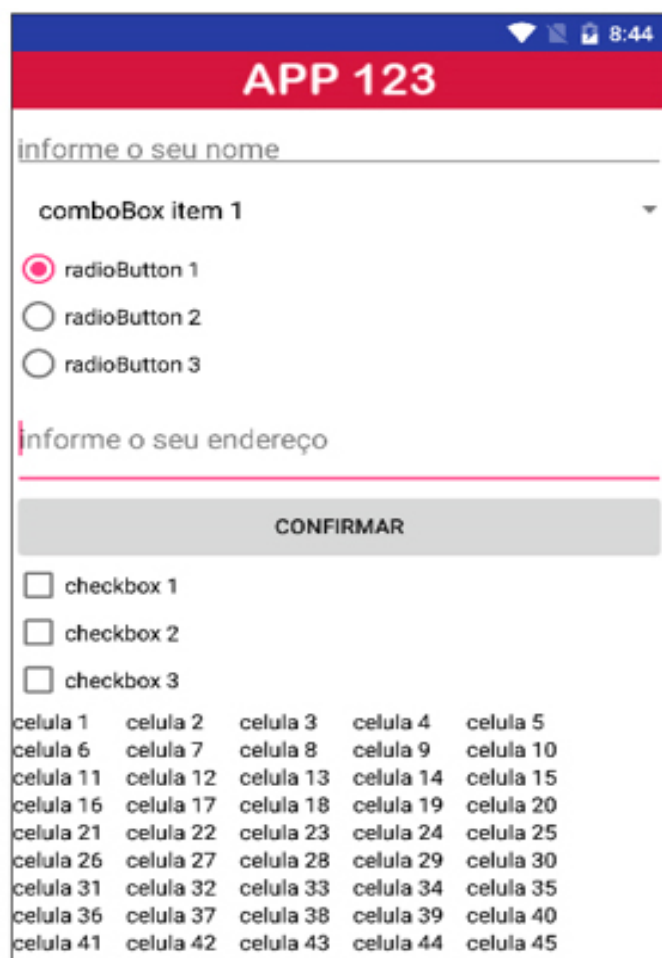 8:44
APP 123
informe o seu nome
comboBox item 1
radioButton 1
radioButton 2
radioButton 3
informe o seu endereço
CONFIRMAR
checkbox 1
checkbox 2
checkbox 3
celula 1 celula 2 celula 3 celula 4 celula 5
celula 6 celula 7 celula 8 celula 9 celula 10
celula 11 celula 12 celula 13 celula 14 celula 15
celula 16 celula 17 celula 18 celula 19 celula 20
celula 21 celula 22 celula 23 celula 24 celula 25
celula 26 celula 27 celula 28 celula 29 celula 30
celula 31 celula 32 celula 33 celula 34 celula 35
celula 36 celula 37 celula 38 celula 39 celula 40
celula 41 celula 42 celula 43 celula 44 celula 45